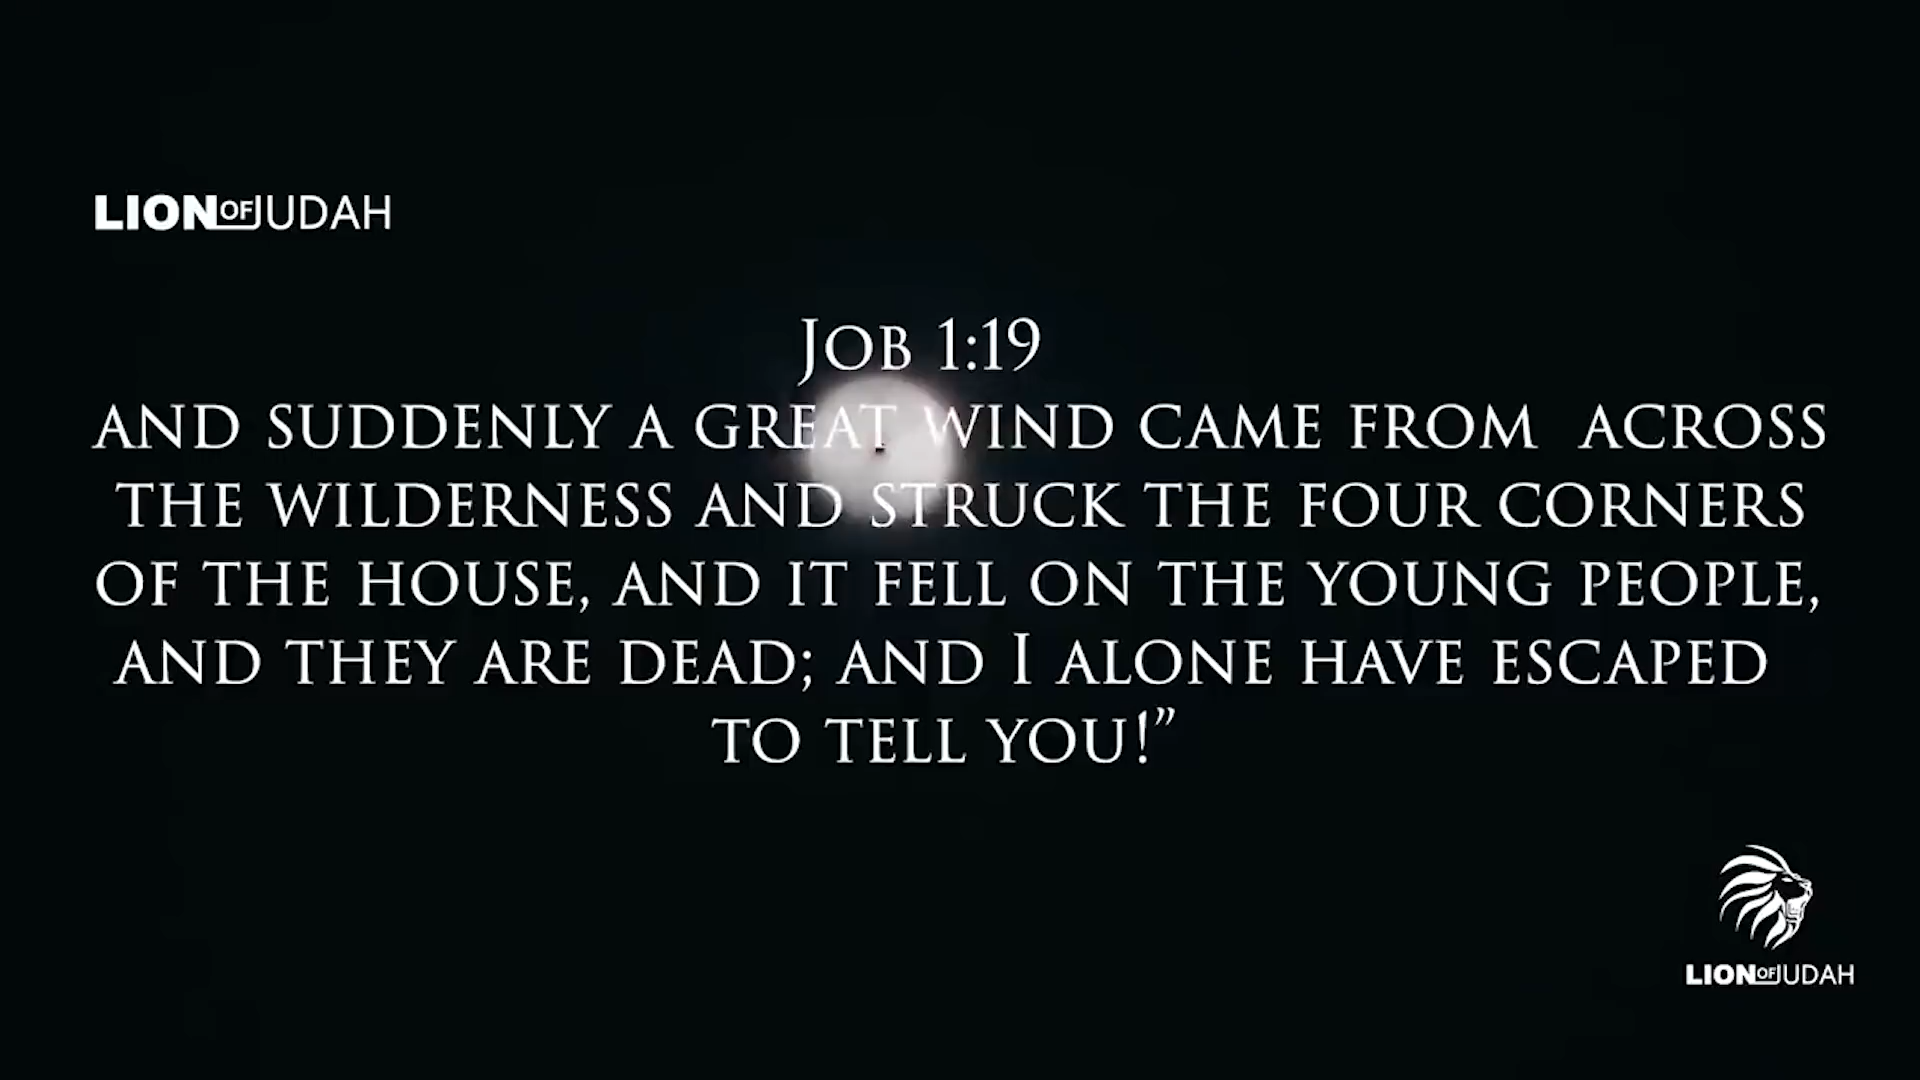 LION OF JUDAH
Job 1:19
AND SUDDENLY A GREAT WIND CAME FROM ACROSS
THE WILDERNESS AND STRUCK THE FOUR CORNERS
OF THE HOUSE, AND IT FELL ON THE YOUNG PEOPLE,
AND THEY ARE DEAD; AND I ALONE HAVE ESCAPED
TO TELL YOU!”
LION OF JUDAH